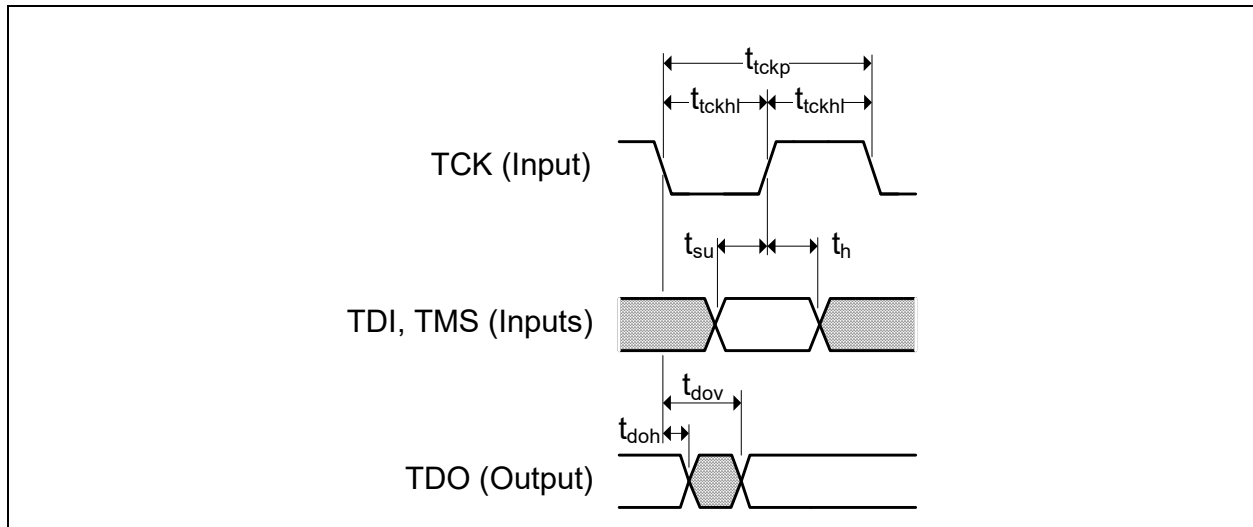 t_tckp
t_tckhl t_tckhl
TCK (Input)
t_su t_h
TDI, TMS (Inputs)
t_dov
t_doh
TDO (Output)